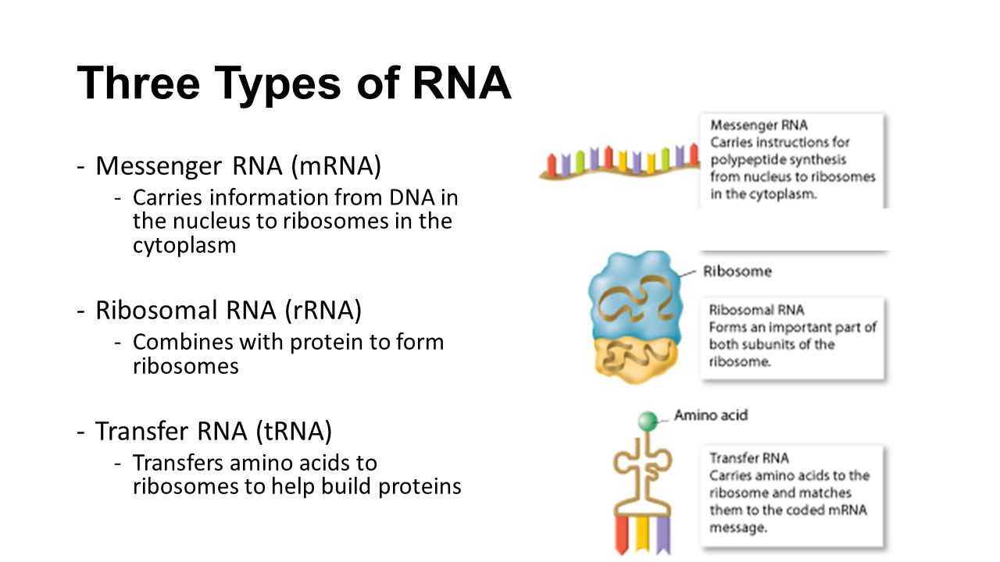 Three Types of RNA
- Messenger RNA (mRNA)
- Carries information from DNA in
the nucleus to ribosomes in the
cytoplasm
- Ribosomal RNA (rRNA)
- Combines with protein to form
ribosomes
- Transfer RNA (tRNA)
- Transfers amino acids to
ribosomes to help build proteins
Messenger RNA
Carries instructions for
polypeptide synthesis
from nucleus to ribosomes
in the cytoplasm.
Ribosome
Ribosomal RNA
Forms an important part of
both subunits of the
ribosome.
Amino acid
Transfer RNA
Carries amino acids to the
ribosome and matches
them to the coded mRNA
message.